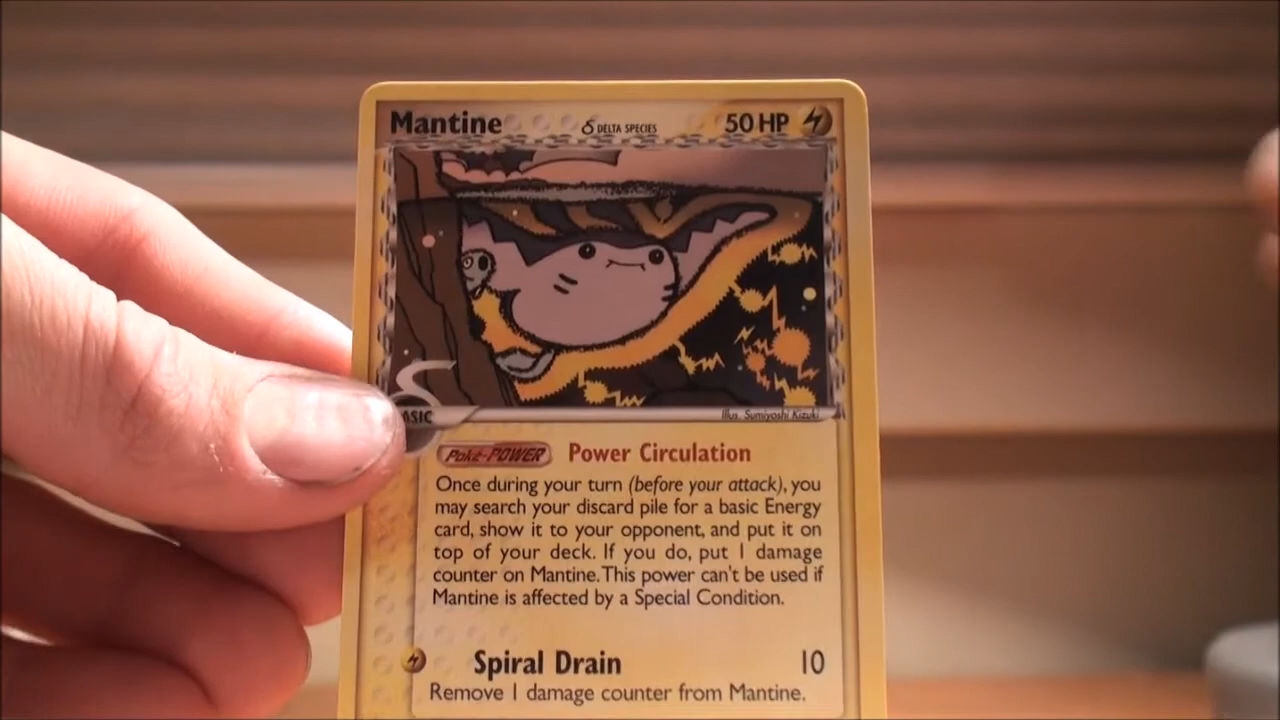 Mantine δ DELTA SPECIES 50 HP
ASIC
Illus. Sumiyoshi Kizuki
Poké-POWER Power Circulation
Once during your turn (before your attack), you
may search your discard pile for a basic Energy
card, show it to your opponent, and put it on
top of your deck. If you do, put 1 damage
counter on Mantine. This power can't be used if
Mantine is affected by a Special Condition.
Spiral Drain 10
Remove 1 damage counter from Mantine.